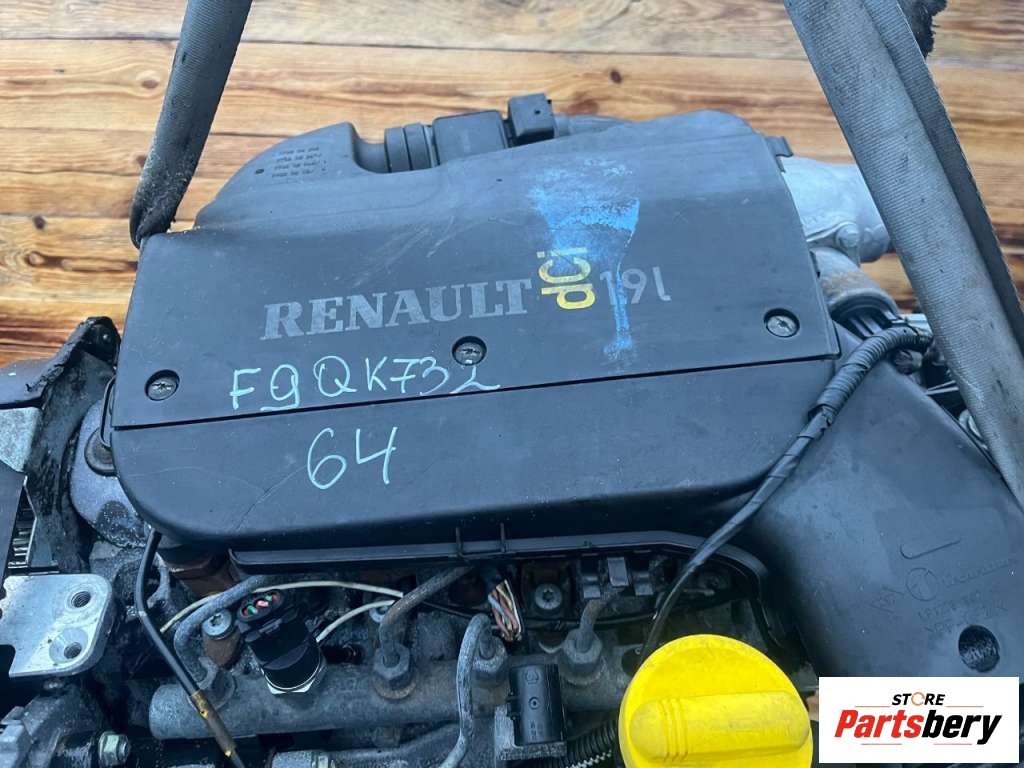 RENAULT dCi 1.9l
F9QK732
64
STORE
Partsbery